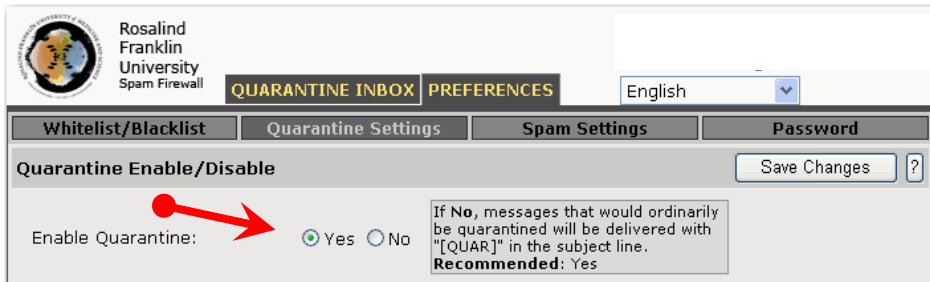 Rosalind
Franklin
University
Spam Firewall
QUARANTINE INBOX PREFERENCES English
Whitelist/Blacklist Quarantine Settings Spam Settings Password
Quarantine Enable/Disable Save Changes ?
Enable Quarantine: Yes No
If No, messages that would ordinarily
be quarantined will be delivered with
"[QUAR]" in the subject line.
Recommended: Yes